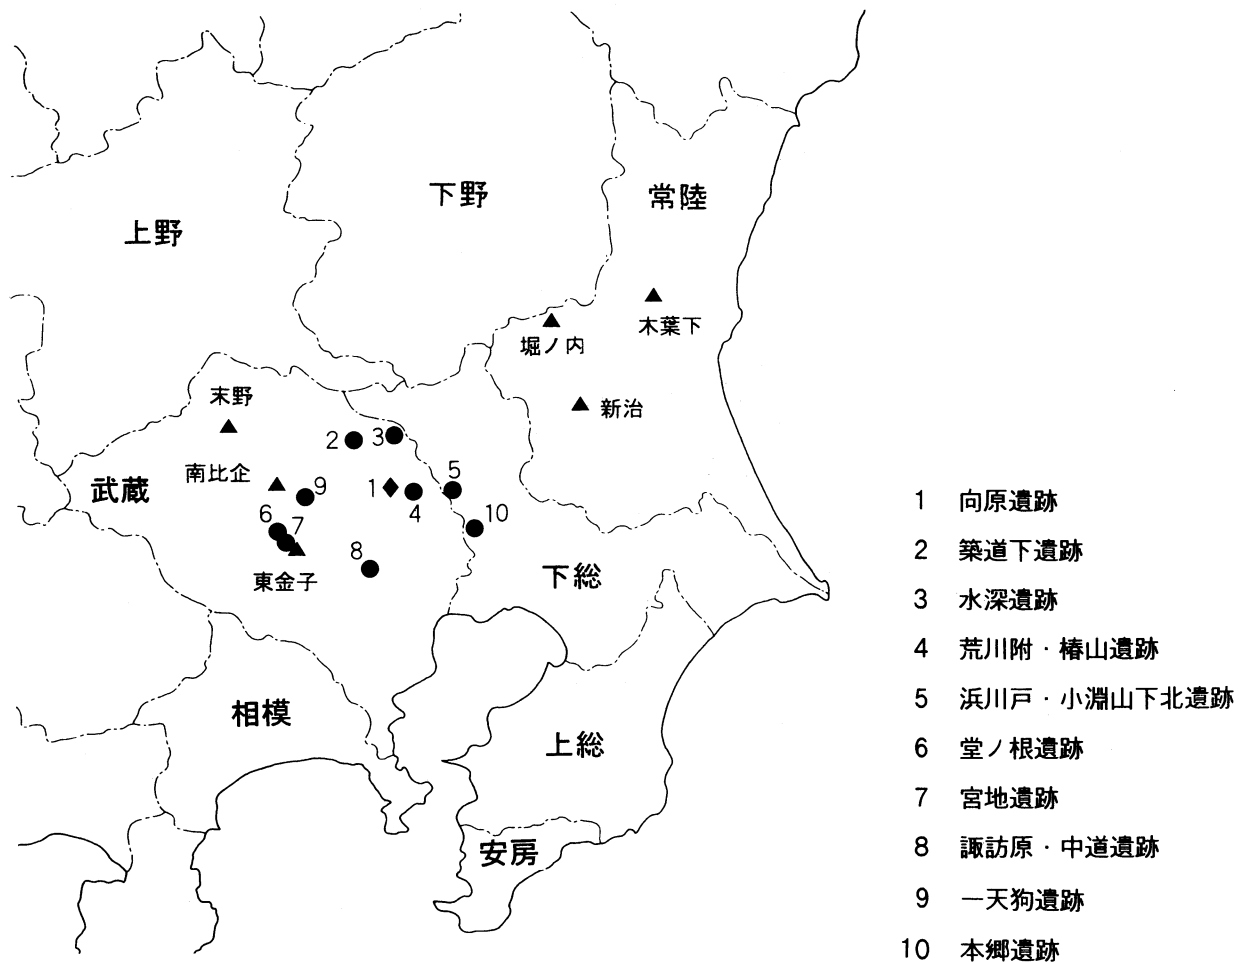 下野
常陸
上野
木葉下
堀ノ内
末野
新治
2
3
南比企
武蔵
9
1
4
5
6
7
10
8
東金子
下総
相模
上総
安房
1 向原遺跡
2 築道下遺跡
3 水深遺跡
4 荒川附・椿山遺跡
5 浜川戸・小淵山下北遺跡
6 堂ノ根遺跡
7 宮地遺跡
8 諏訪原・中道遺跡
9 一天狗遺跡
10 本郷遺跡